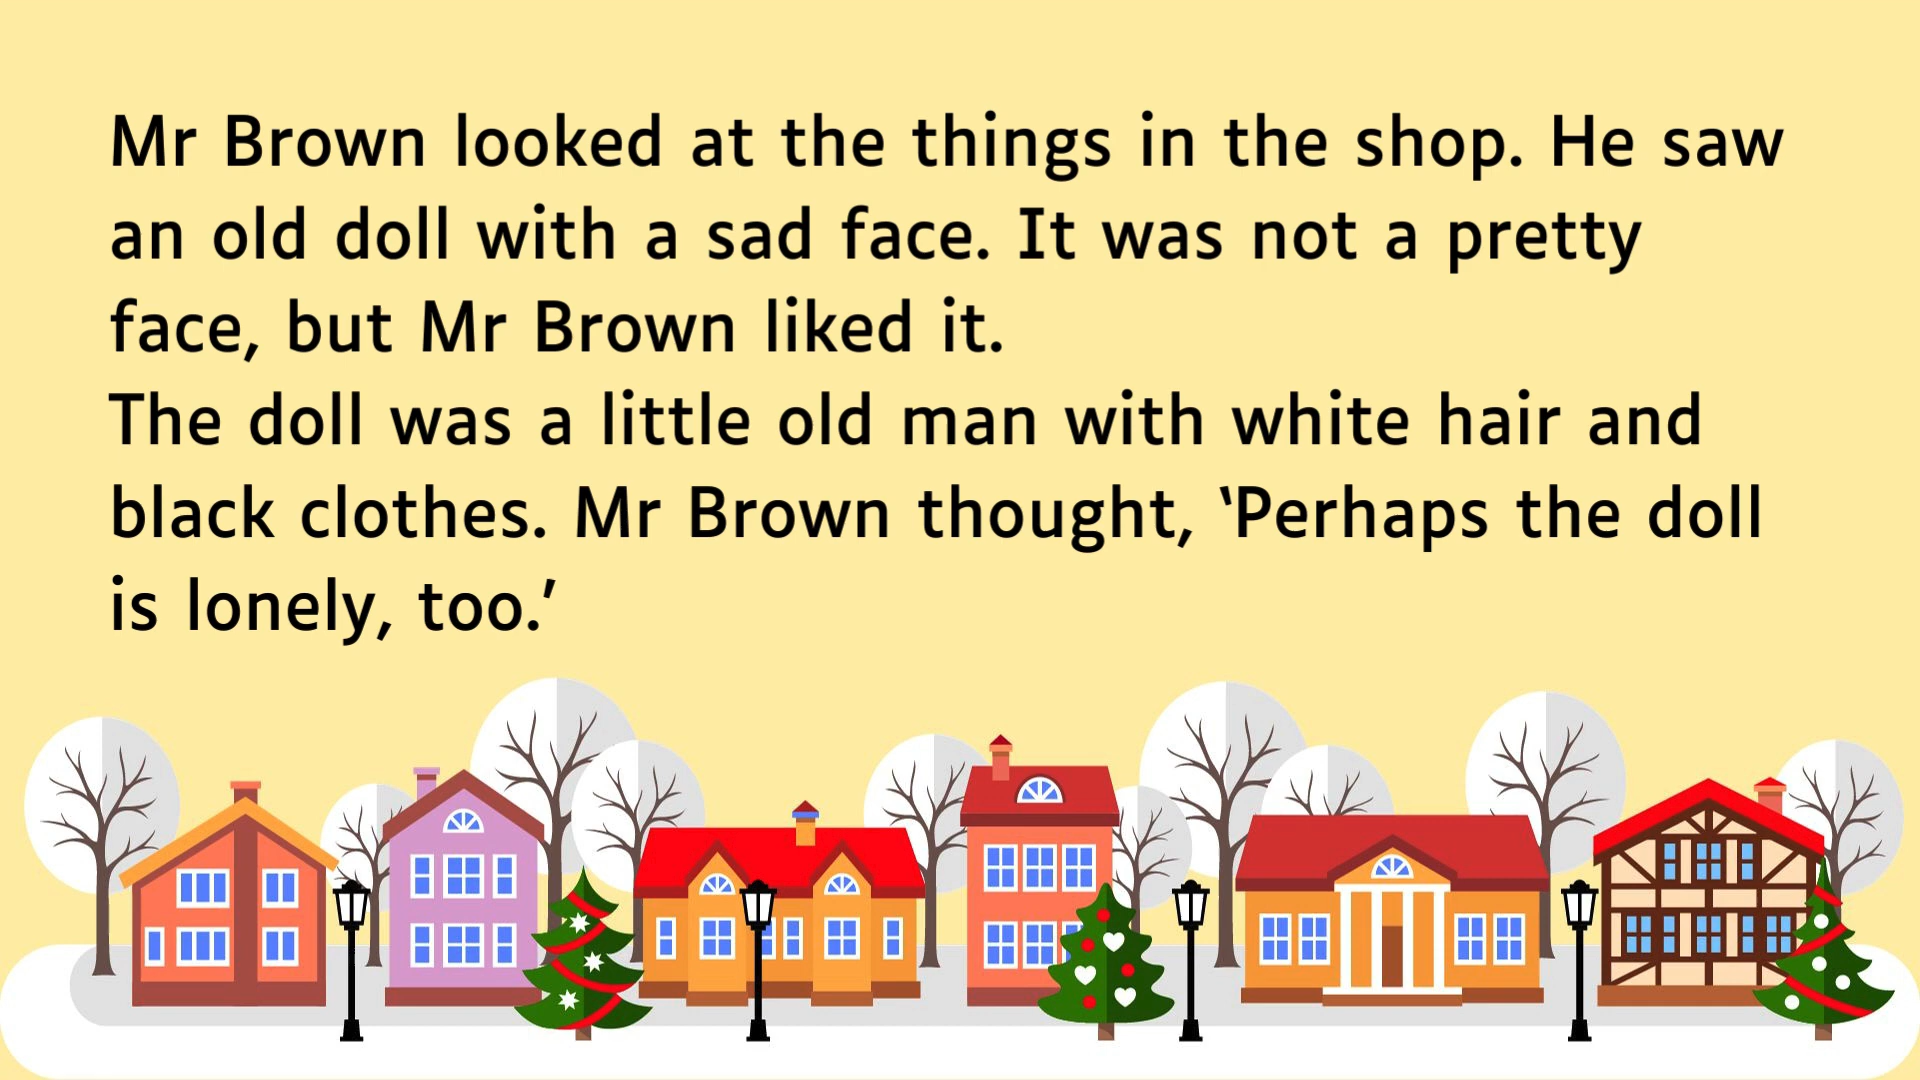 Mr Brown looked at the things in the shop. He saw
an old doll with a sad face. It was not a pretty
face, but Mr Brown liked it.
The doll was a little old man with white hair and
black clothes. Mr Brown thought, ‘Perhaps the doll
is lonely, too.’